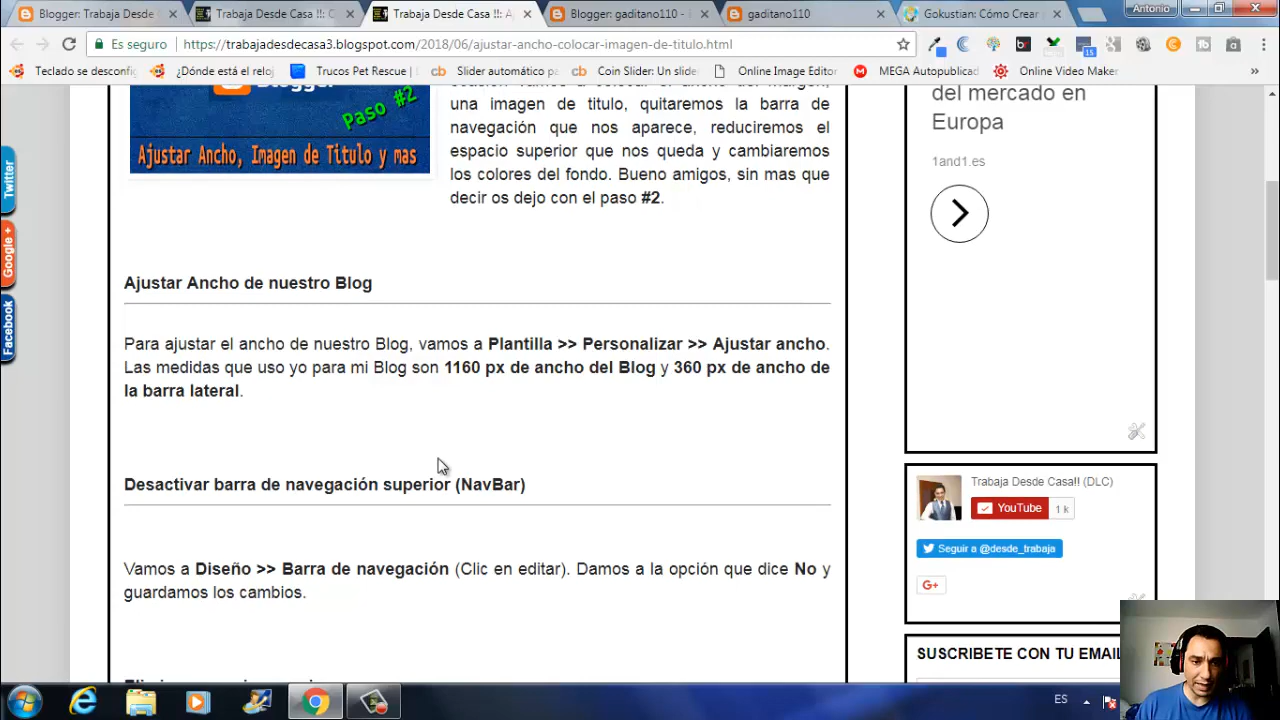 Blogger: Trabaja Desde
Trabaja Desde Casa !!: C
Trabaja Desde Casa !!: Aj
Blogger: gaditano110 - i
gaditano110
Gokustian: Cómo Crear
Antonio
Es seguro
https://trabajadesdecasa3.blogspot.com/2018/06/ajustar-ancho-colocar-imagen-de-titulo.html
15
Teclado se desconfig
¿Dónde está el reloj
Trucos Pet Rescue
Slider automático pa
Coin Slider: Un slide
Online Image Editor
MEGA Autopublicad
Online Video Maker
»
Blogger
Paso #2
Ajustar Ancho, Imagen de Titulo y mas
una imagen de titulo, quitaremos la barra de
navegación que nos aparece, reduciremos el
espacio superior que nos queda y cambiaremos
los colores del fondo. Bueno amigos, sin mas que
decir os dejo con el paso #2.
Ajustar Ancho de nuestro Blog
Para ajustar el ancho de nuestro Blog, vamos a Plantilla >> Personalizar >> Ajustar ancho.
Las medidas que uso yo para mi Blog son 1160 px de ancho del Blog y 360 px de ancho de
la barra lateral.
Desactivar barra de navegación superior (NavBar)
Vamos a Diseño >> Barra de navegación (Clic en editar). Damos a la opción que dice No y
guardamos los cambios.
del mercado en
Europa
1and1.es
Trabaja Desde Casa!! (DLC)
YouTube
1 k
Seguir a @desde_trabaja
G+
SUSCRIBETE CON TU EMAIL
Twitter
Google +
Facebook
ES